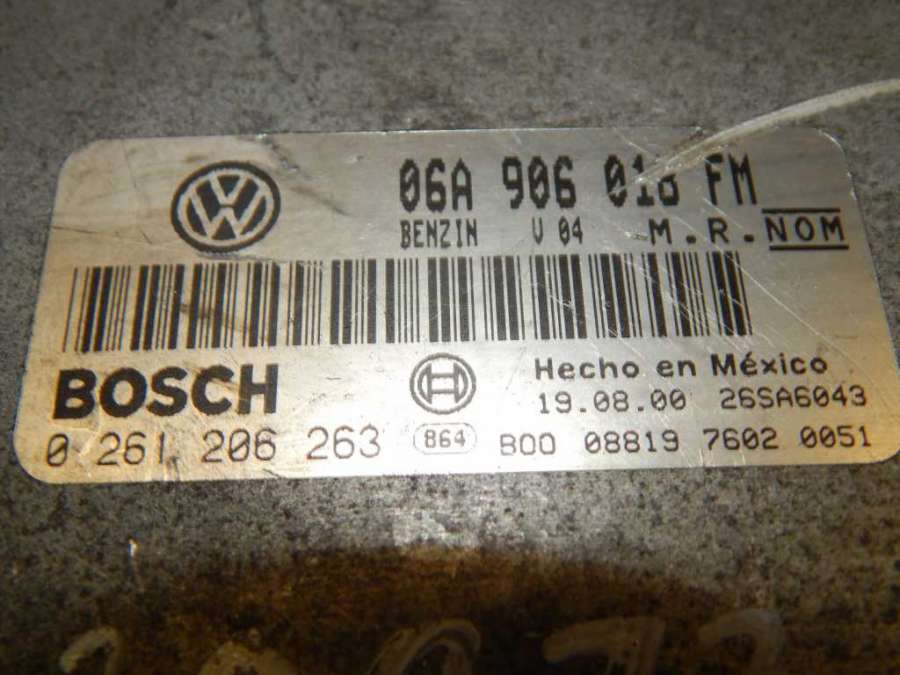 06A 906 018 FM
BENZIN V 04 M.R. NOM
BOSCH
Hecho en México
19.08.00 26SA6043
0 261 206 263 864 B00 08819 7602 0051